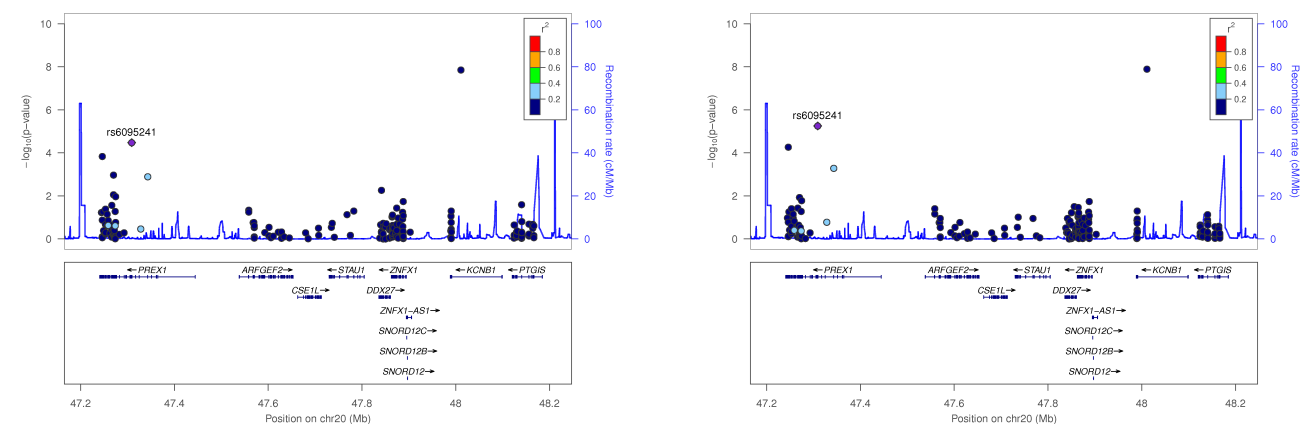 10
8
6
4
2
0
−log10(p−value)
rs6095241
r2
0.8
0.6
0.4
0.2
100
80
60
40
20
0
Recombination rate (cM/Mb)
←PREX1
ARFGEF2→
←STAU1
←ZNFX1
←KCNB1
←PTGIS
CSE1L→
DDX27→
ZNFX1−AS1→
SNORD12C→
SNORD12B→
SNORD12→
47.2
47.4
47.6
47.8
48
48.2
Position on chr20 (Mb)
10
8
6
4
2
0
−log10(p−value)
rs6095241
r2
0.8
0.6
0.4
0.2
100
80
60
40
20
0
Recombination rate (cM/Mb)
←PREX1
ARFGEF2→
←STAU1
←ZNFX1
←KCNB1
←PTGIS
CSE1L→
DDX27→
ZNFX1−AS1→
SNORD12C→
SNORD12B→
SNORD12→
47.2
47.4
47.6
47.8
48
48.2
Position on chr20 (Mb)